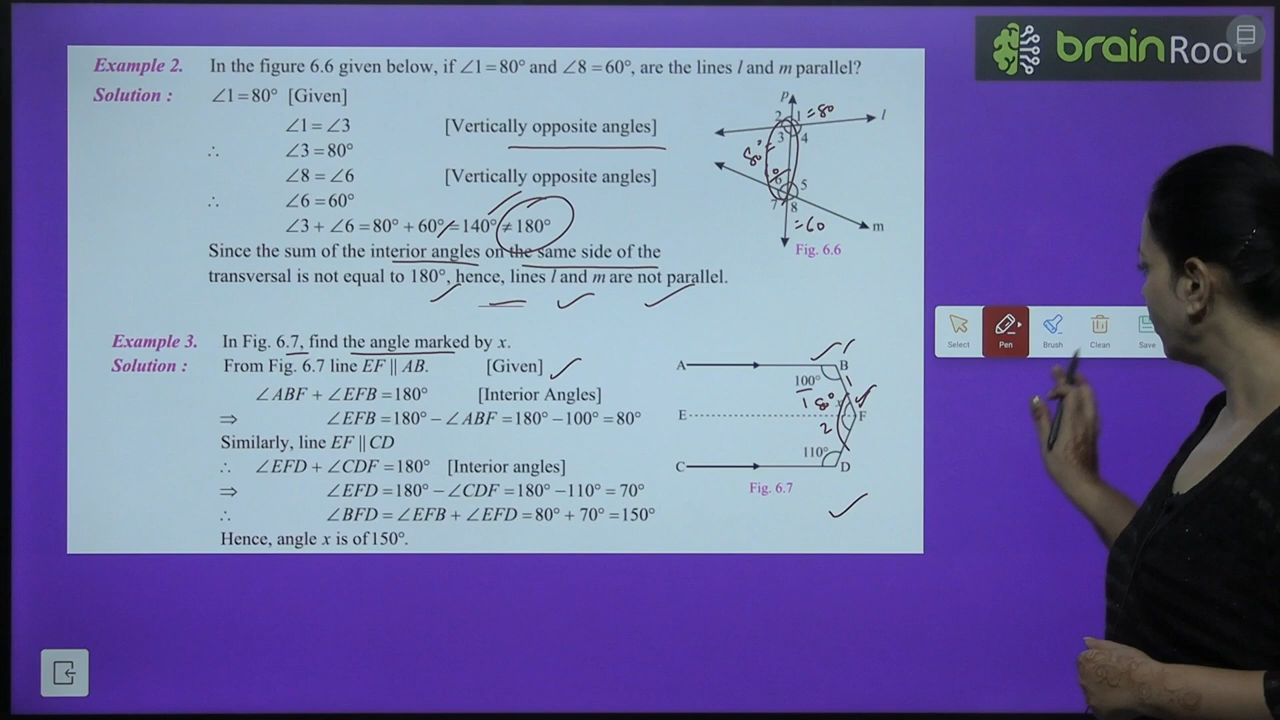 brainRoot
Example 2. In the figure 6.6 given below, if ∠1 = 80° and ∠8 = 60°, are the lines l and m parallel?
Solution : ∠1 = 80° [Given]
∠1 = ∠3 [Vertically opposite angles]
∴ ∠3 = 80°
∠8 = ∠6 [Vertically opposite angles]
∴ ∠6 = 60°
∠3 + ∠6 = 80° + 60° = 140° ≠ 180°
Since the sum of the interior angles on the same side of the
transversal is not equal to 180°, hence, lines l and m are not parallel.
p
2 1 = 80 l
3 4
80°
6 5
7 8
= 60 m
Fig. 6.6
Example 3. In Fig. 6.7, find the angle marked by x.
Solution : From Fig. 6.7 line EF || AB. [Given]
∠ABF + ∠EFB = 180° [Interior Angles]
⇒ ∠EFB = 180° − ∠ABF = 180° − 100° = 80°
Similarly, line EF || CD
∴ ∠EFD + ∠CDF = 180° [Interior angles]
⇒ ∠EFD = 180° − ∠CDF = 180° − 110° = 70°
∴ ∠BFD = ∠EFB + ∠EFD = 80° + 70° = 150°
Hence, angle x is of 150°.
A B
100°
1 80° x
E F
2
110°
C D
Fig. 6.7
Select Pen Brush Clean Save